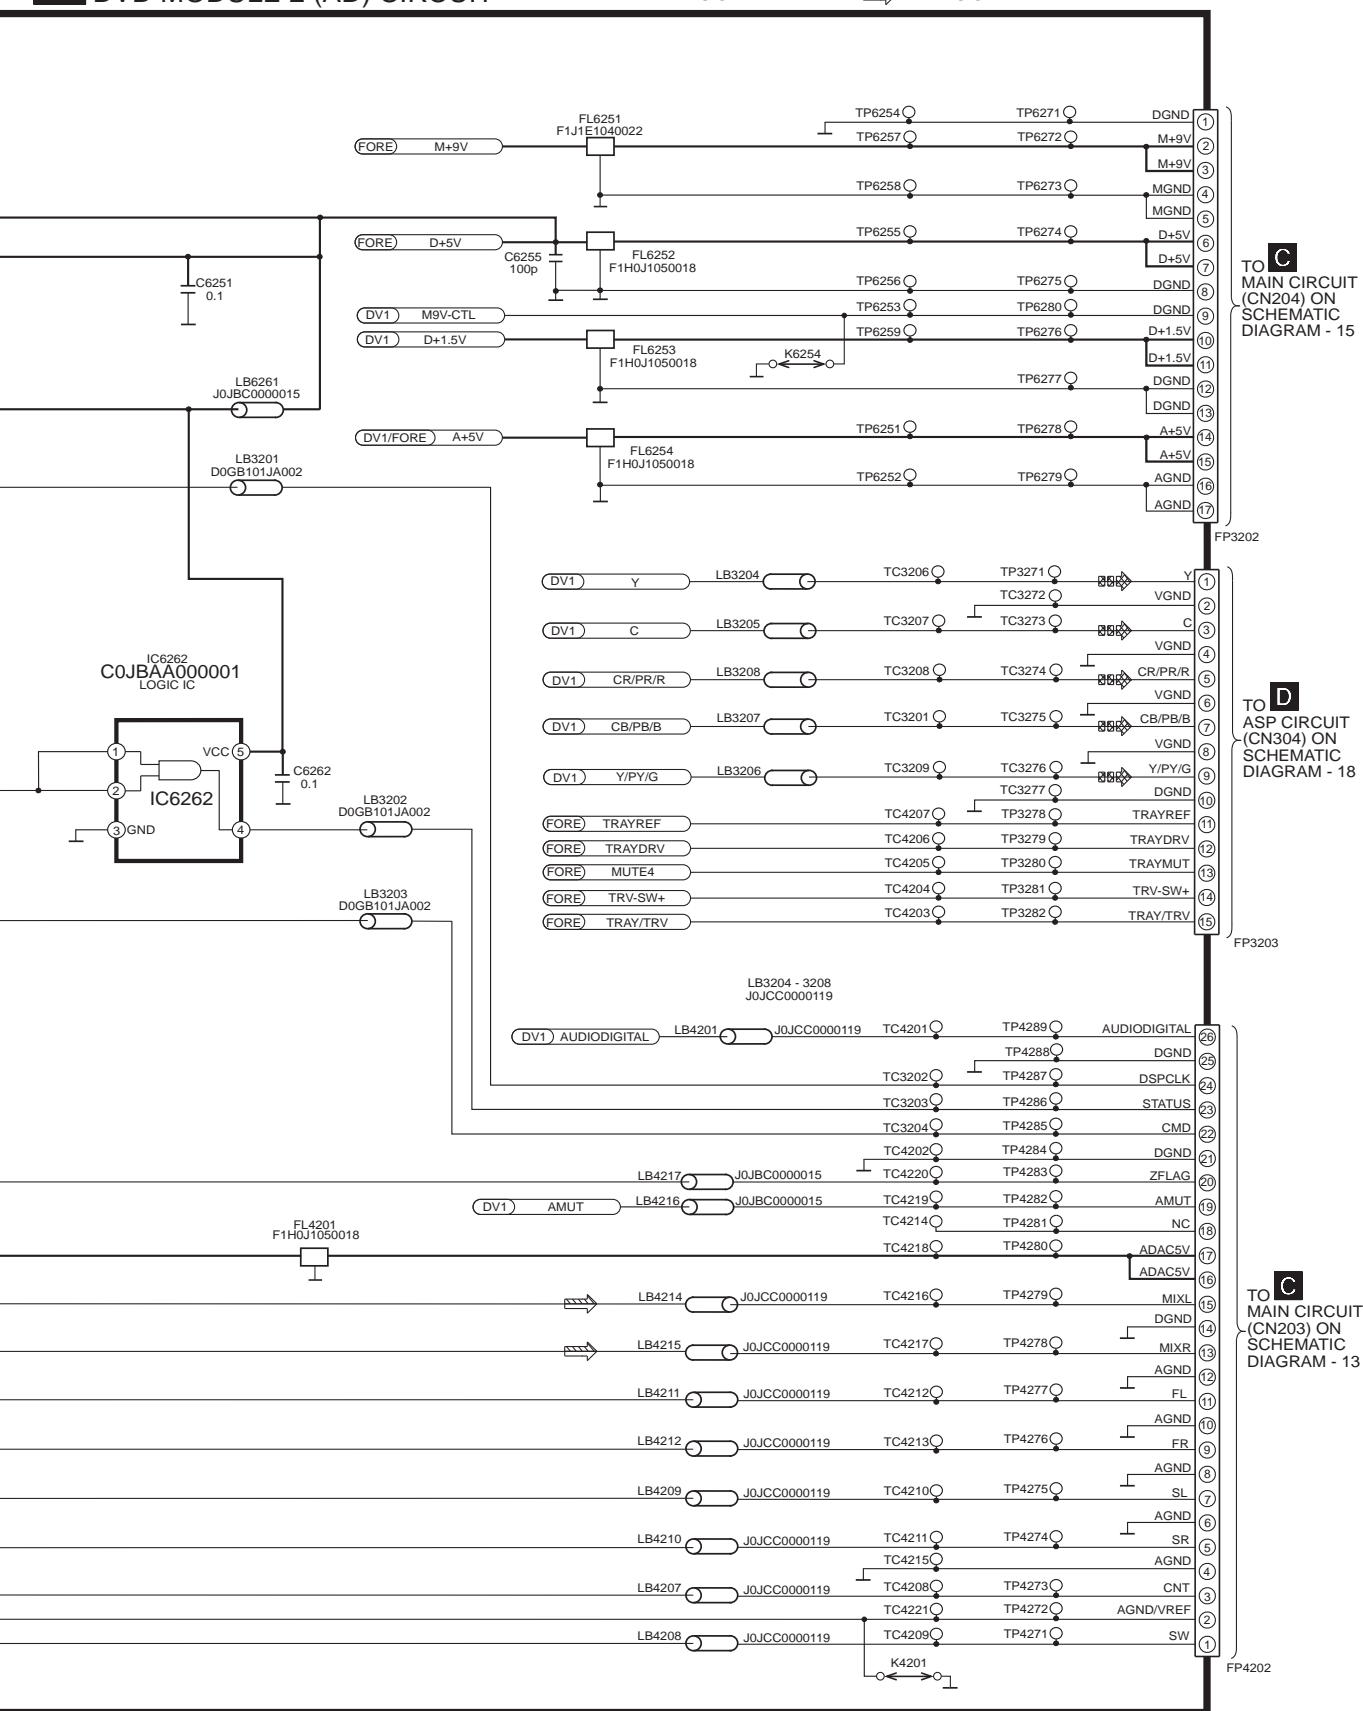 DVD MODULE 2 (AD) CIRCUIT
FL6251
F1J1E1040022
FORE M+9V
TP6254 TP6271 DGND 1
TP6257 TP6272 M+9V 2
M+9V 3
TP6258 TP6273 MGND 4
MGND 5
FORE D+5V
C6255
100p
FL6252
F1H0J1050018
TP6255 TP6274 D+5V 6
D+5V 7
TP6256 TP6275 DGND 8
DV1 M9V-CTL
TP6253 TP6280 DGND 9
DV1 D+1.5V
FL6253
F1H0J1050018
K6254
TP6259 TP6276 D+1.5V 10
D+1.5V 11
TP6277 DGND 12
DGND 13
DV1/FORE A+5V
FL6254
F1H0J1050018
TP6251 TP6278 A+5V 14
A+5V 15
TP6252 TP6279 AGND 16
AGND 17
FP3202
TO C
MAIN CIRCUIT
(CN204) ON
SCHEMATIC
DIAGRAM - 15
C6251
0.1
LB6261
J0JBC0000015
LB3201
D0GB101JA002
IC6262
C0JBAA000001
LOGIC IC
1
2
3 GND
4
VCC 5
IC6262
C6262
0.1
LB3202
D0GB101JA002
LB3203
D0GB101JA002
DV1 Y LB3204 TC3206 TP3271 Y 1
TC3272 VGND 2
DV1 C LB3205 TC3207 TC3273 C 3
VGND 4
DV1 CR/PR/R LB3208 TC3208 TC3274 CR/PR/R 5
VGND 6
DV1 CB/PB/B LB3207 TC3201 TC3275 CB/PB/B 7
VGND 8
DV1 Y/PY/G LB3206 TC3209 TC3276 Y/PY/G 9
TC3277 DGND 10
FORE TRAYREF TC4207 TP3278 TRAYREF 11
FORE TRAYDRV TC4206 TP3279 TRAYDRV 12
FORE MUTE4 TC4205 TP3280 TRAYMUT 13
FORE TRV-SW+ TC4204 TP3281 TRV-SW+ 14
FORE TRAY/TRV TC4203 TP3282 TRAY/TRV 15
FP3203
TO D
ASP CIRCUIT
(CN304) ON
SCHEMATIC
DIAGRAM - 18
LB3204 - 3208
J0JCC0000119
DV1 AUDIODIGITAL LB4201 J0JCC0000119 TC4201 TP4289 AUDIODIGITAL 26
TP4288 DGND 25
TC3202 TP4287 DSPCLK 24
TC3203 TP4286 STATUS 23
TC3204 TP4285 CMD 22
TC4202 TP4284 DGND 21
LB4217 J0JBC0000015 TC4220 TP4283 ZFLAG 20
DV1 AMUT LB4216 J0JBC0000015 TC4219 TP4282 AMUT 19
TC4214 TP4281 NC 18
FL4201
F1H0J1050018
TC4218 TP4280 ADAC5V 17
ADAC5V 16
LB4214 J0JCC0000119 TC4216 TP4279 MIXL 15
DGND 14
LB4215 J0JCC0000119 TC4217 TP4278 MIXR 13
AGND 12
LB4211 J0JCC0000119 TC4212 TP4277 FL 11
AGND 10
LB4212 J0JCC0000119 TC4213 TP4276 FR 9
AGND 8
LB4209 J0JCC0000119 TC4210 TP4275 SL 7
AGND 6
LB4210 J0JCC0000119 TC4211 TP4274 SR 5
TC4215 AGND 4
LB4207 J0JCC0000119 TC4208 TP4273 CNT 3
TC4221 TP4272 AGND/VREF 2
LB4208 J0JCC0000119 TC4209 TP4271 SW 1
K4201
FP4202
TO C
MAIN CIRCUIT
(CN203) ON
SCHEMATIC
DIAGRAM - 13